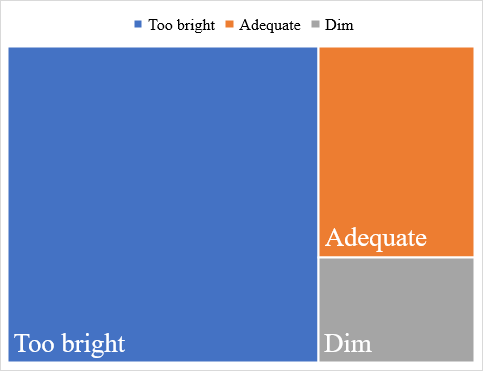 Too bright Adequate Dim
Adequate
Too bright
Dim